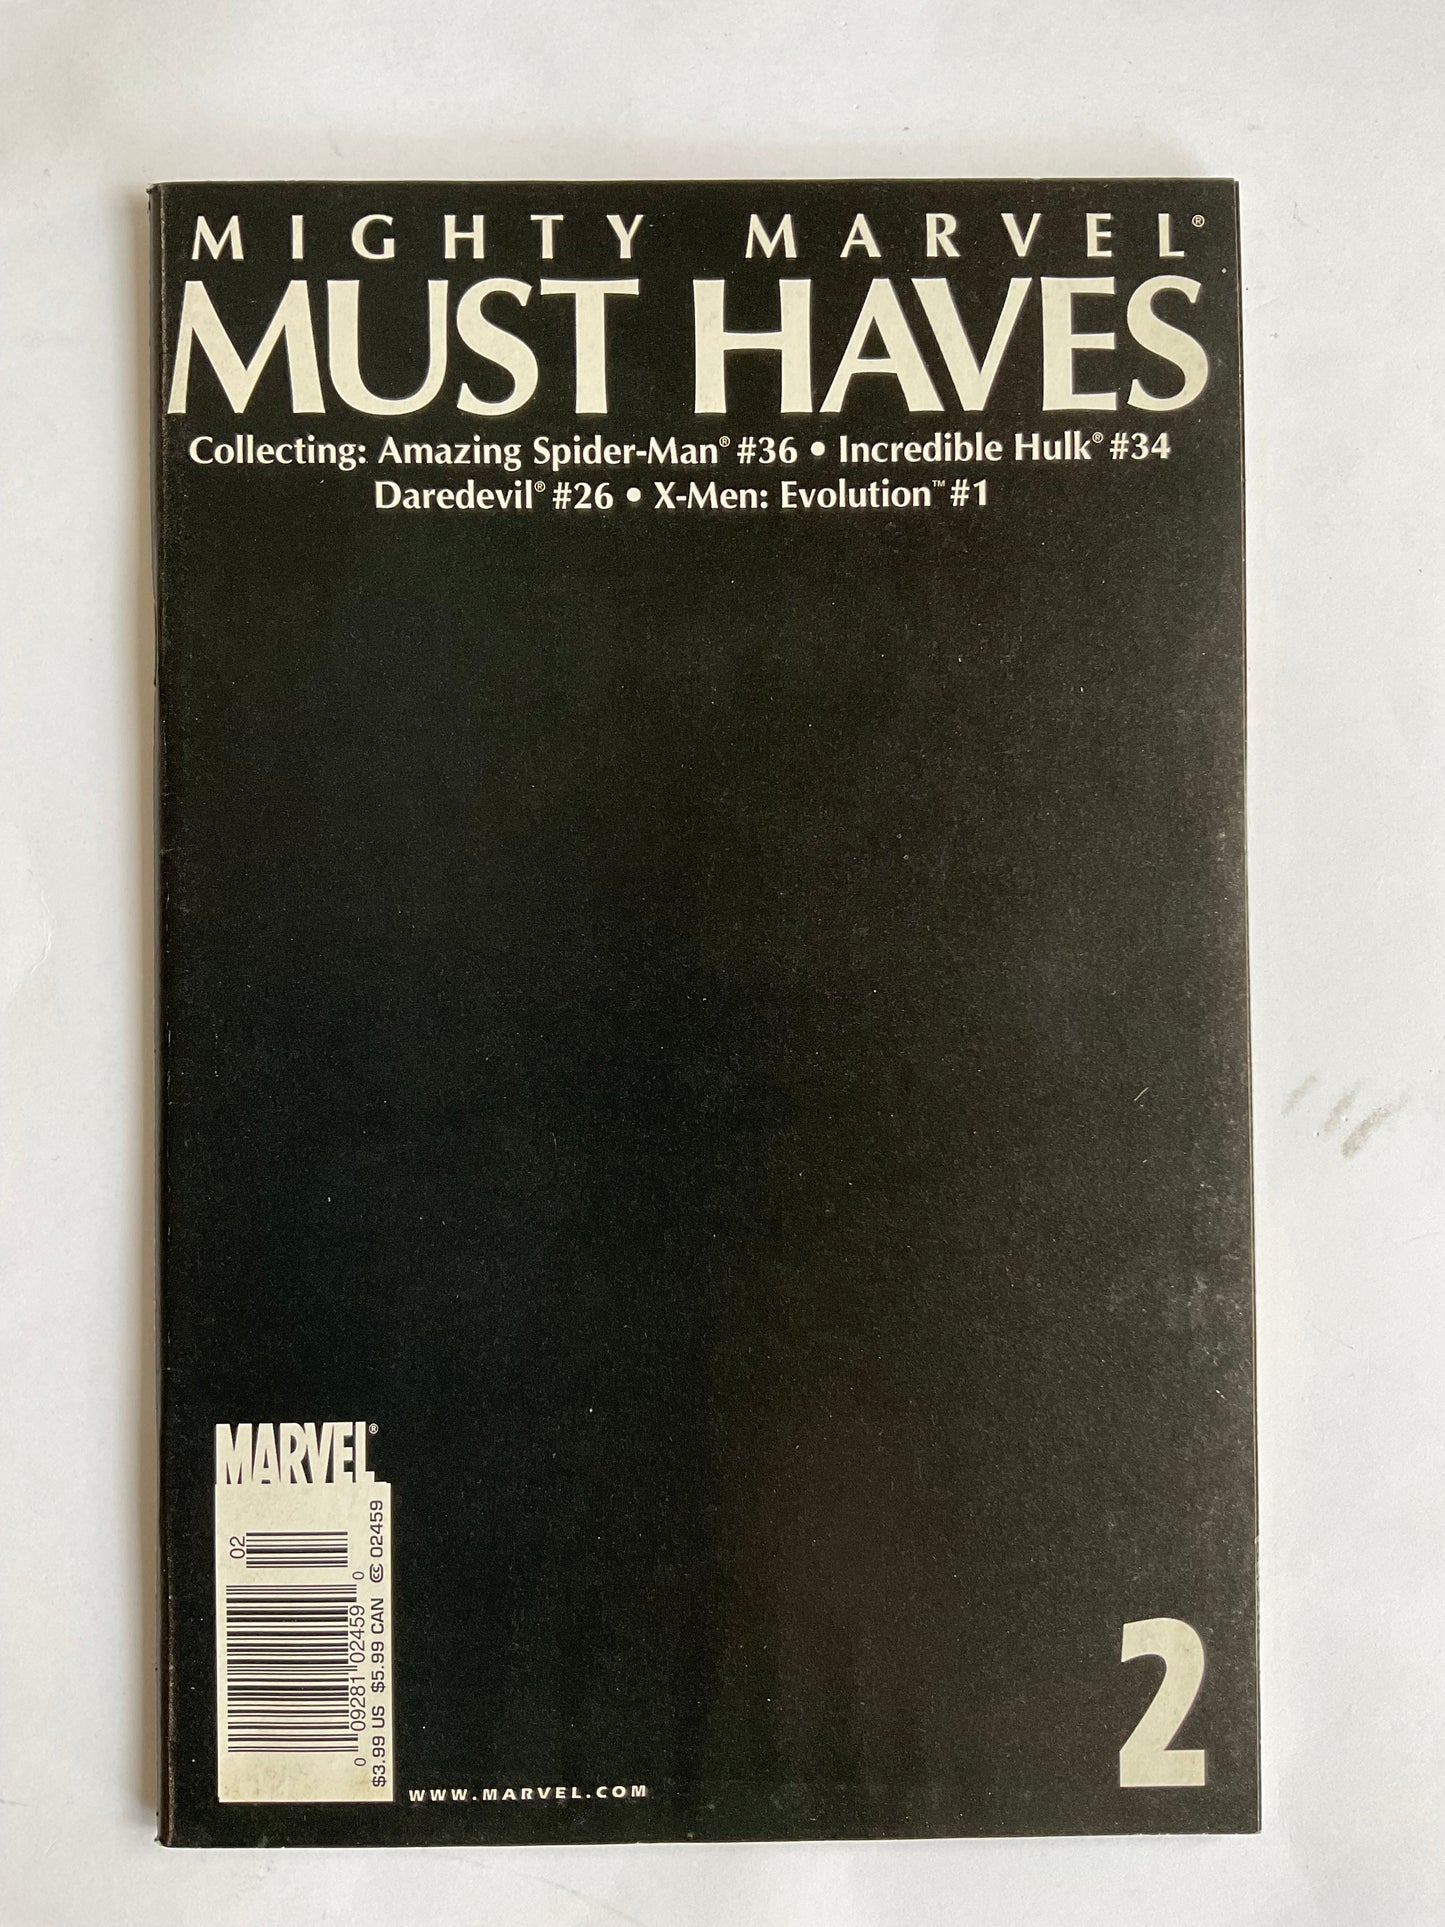 MIGHTY MARVEL®
MUST HAVES
Collecting: Amazing Spider-Man® #36 • Incredible Hulk® #34
Daredevil® #26 • X-Men: Evolution™ #1
MARVEL®
02
0 09281 02459 0
$3.99 US $5.99 CAN CC 02459
WWW.MARVEL.COM
2